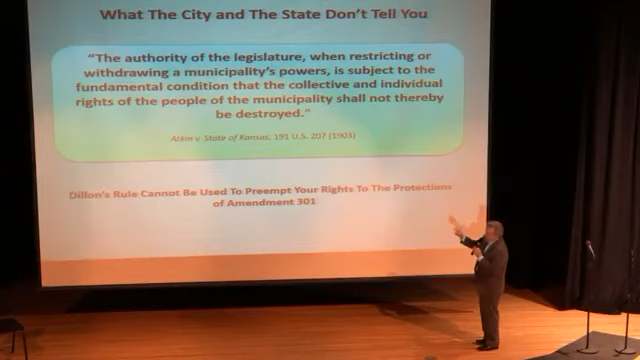 What The City and The State Don't Tell You
"The authority of the legislature, when restricting or
withdrawing a municipality's powers, is subject to the
fundamental condition that the collective and individual
rights of the people of the municipality shall not thereby
be destroyed."
Atkin v. State of Kansas, 191 U.S. 207 (1903)
Dillon's Rule Cannot Be Used To Preempt Your Rights To The Protections
of Amendment 301